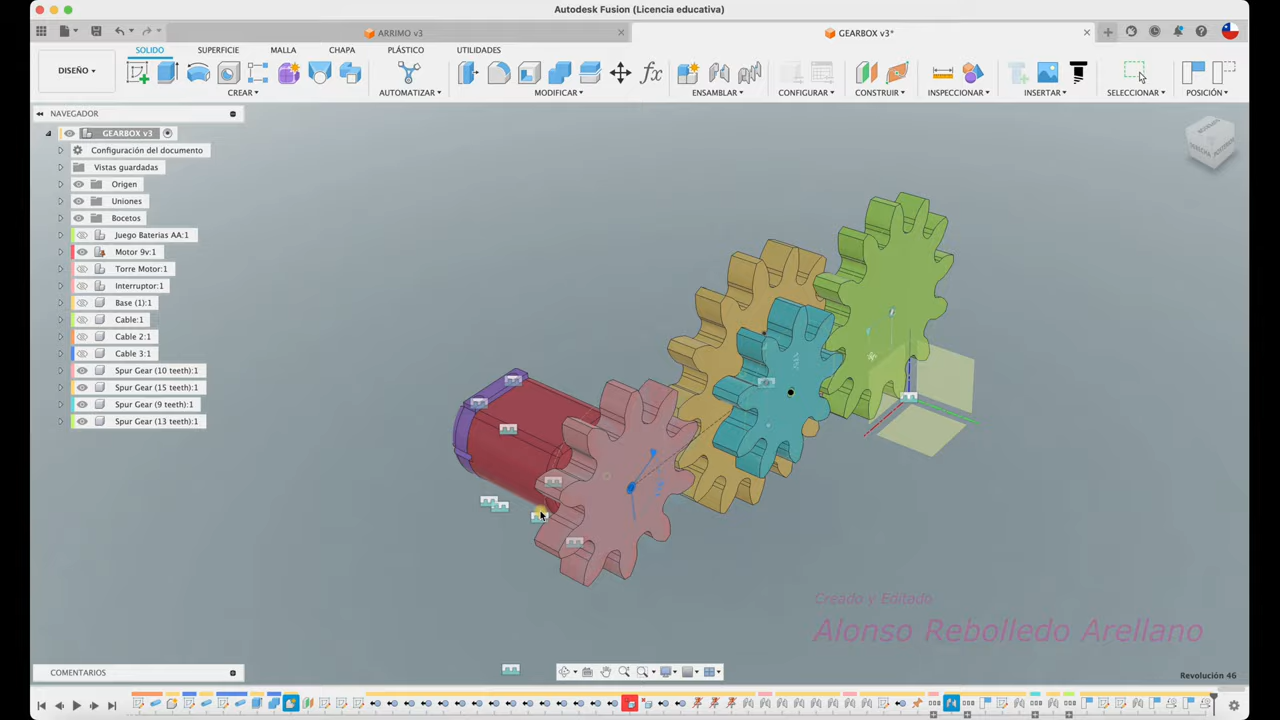 Autodesk Fusion (Licencia educativa)
ARRIMO v3
GEARBOX v3*
SOLIDO SUPERFICIE MALLA CHAPA PLÁSTICO UTILIDADES
DISEÑO
CREAR AUTOMATIZAR MODIFICAR ENSAMBLAR CONFIGURAR CONSTRUIR INSPECCIONAR INSERTAR SELECCIONAR POSICIÓN
NAVEGADOR
GEARBOX v3
Configuración del documento
Vistas guardadas
Origen
Uniones
Bocetos
Juego Baterias AA:1
Motor 9v:1
Torre Motor:1
Interruptor:1
Base (1):1
Cable:1
Cable 2:1
Cable 3:1
Spur Gear (10 teeth):1
Spur Gear (15 teeth):1
Spur Gear (9 teeth):1
Spur Gear (13 teeth):1
Creado y Editado
Alonso Rebolledo Arellano
COMENTARIOS
Revolución 46